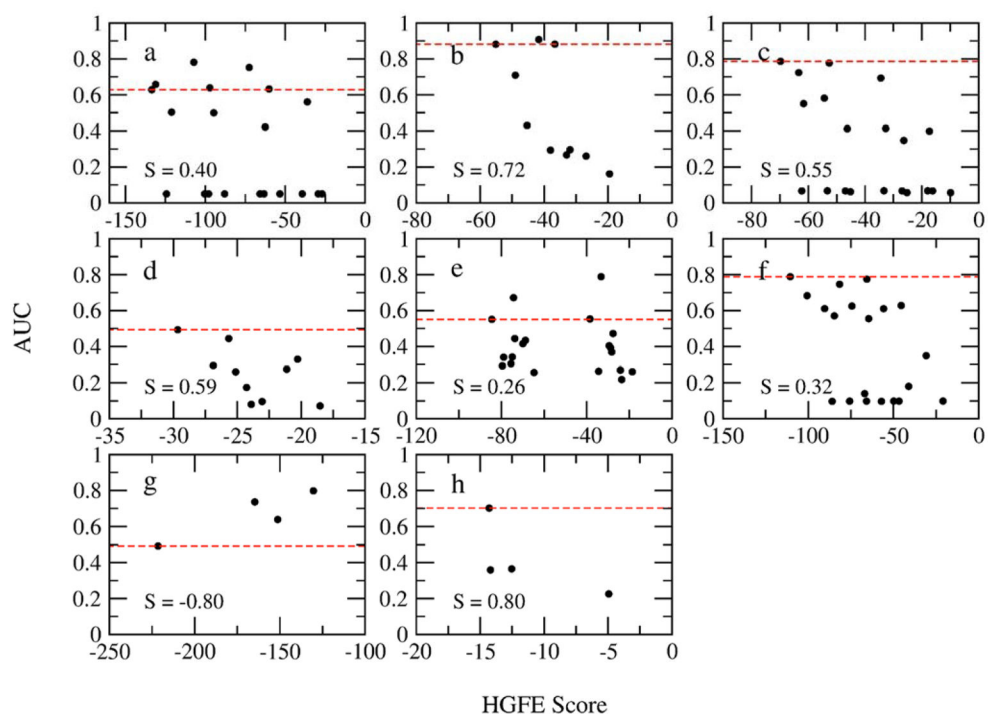 1 1 1
0.8 a 0.8 b 0.8 c
0.6 0.6 0.6
0.4 0.4 0.4
0.2 S = 0.40 0.2 S = 0.72 0.2 S = 0.55
0 0 0
-150 -100 -50 0 -80 -60 -40 -20 0 -80 -60 -40 -20 0
1 1 1
0.8 d 0.8 e 0.8 f
0.6 0.6 0.6
AUC
0.4 0.4 0.4
0.2 S = 0.59 0.2 S = 0.26 0.2 S = 0.32
0 0 0
-35 -30 -25 -20 -15 -120 -80 -40 0 -150 -100 -50 0
1 1
0.8 g 0.8 h
0.6 0.6
0.4 0.4
0.2 S = -0.80 0.2 S = 0.80
0 0
-250 -200 -150 -100 -20 -15 -10 -5 0
HGFE Score